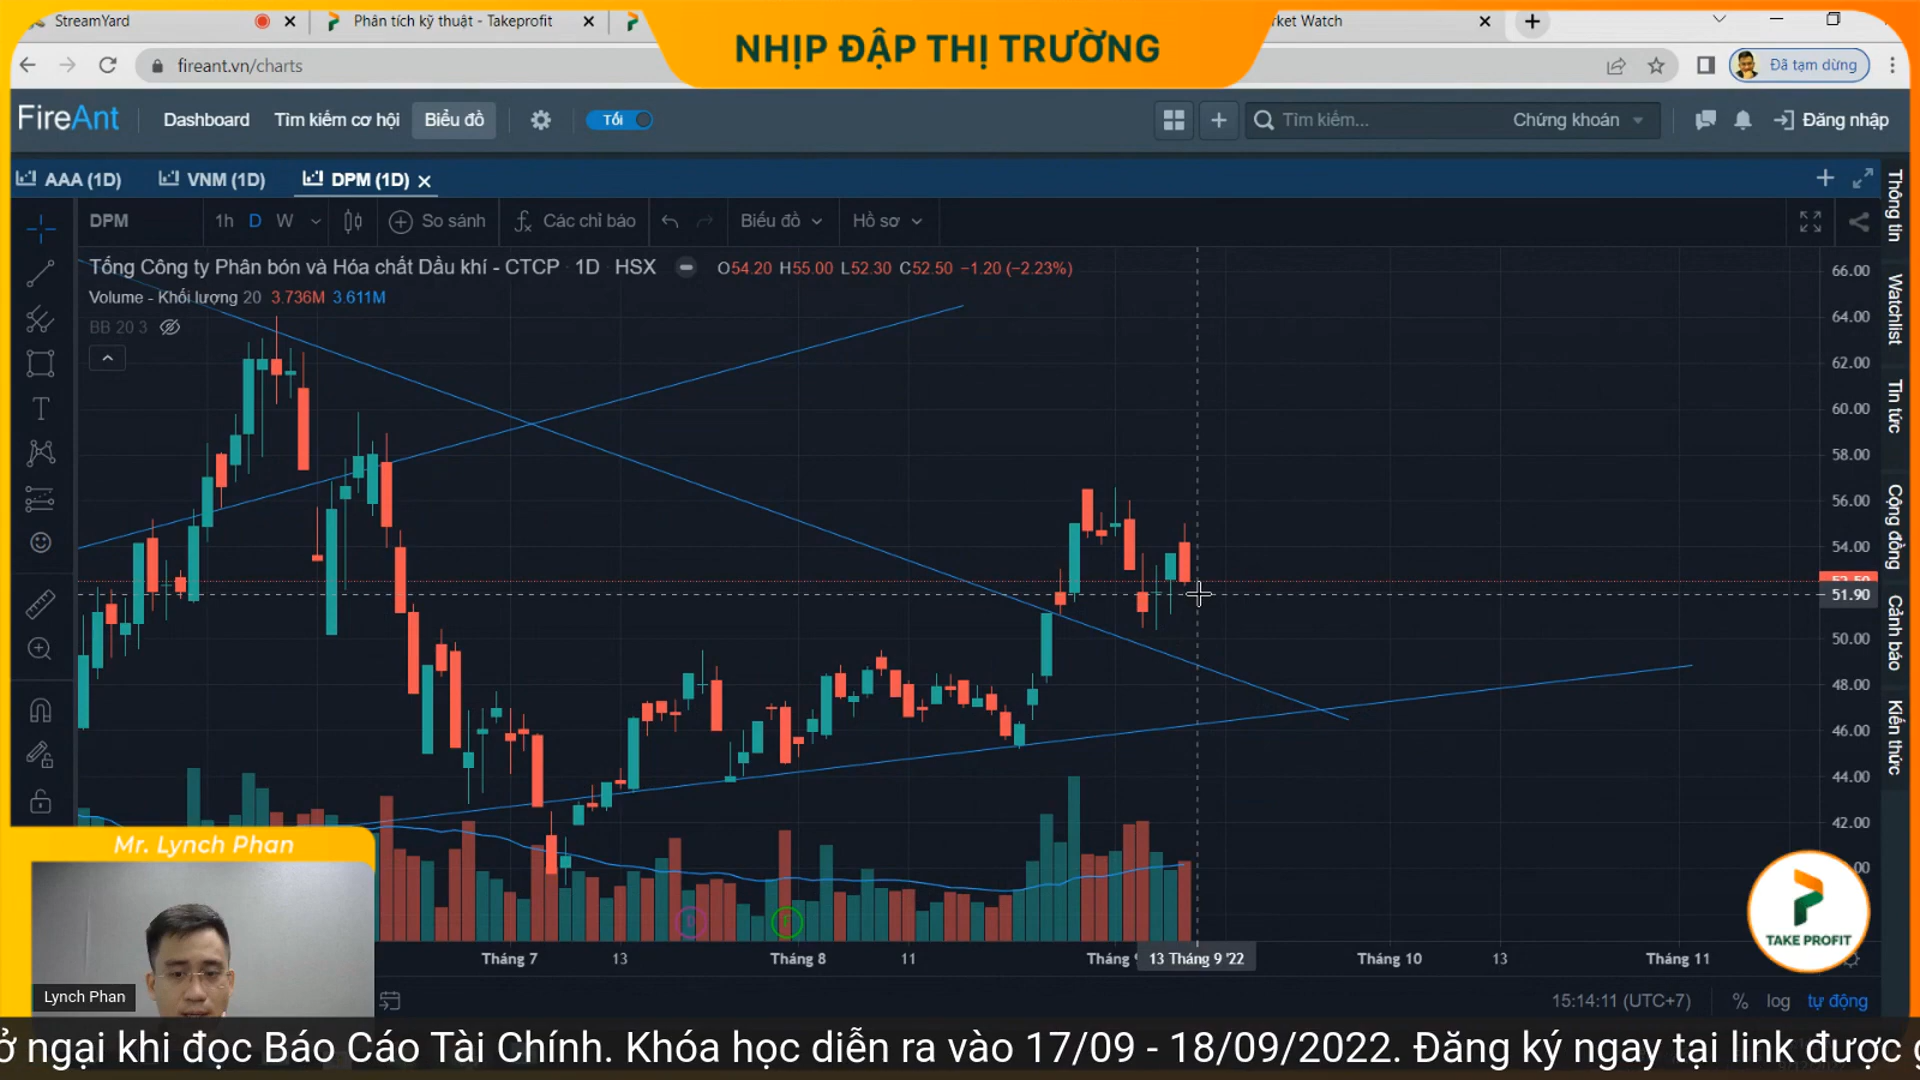 StreamYard
Phân tích kỹ thuật - Takeprofit
NHỊP ĐẬP THỊ TRƯỜNG
rket Watch
fireant.vn/charts
Đã tạm dừng
FireAnt
Dashboard
Tìm kiếm cơ hội
Biểu đồ
Tối
Tìm kiếm...
Chứng khoán
Đăng nhập
AAA (1D)
VNM (1D)
DPM (1D)
DPM
1h D W
So sánh
Các chỉ báo
Biểu đồ
Hồ sơ
Tổng Công ty Phân bón và Hóa chất Dầu khí - CTCP · 1D · HSX
O54.20 H55.00 L52.30 C52.50 −1.20 (−2.23%)
Volume - Khối lượng 20 3.736M 3.611M
BB 20 3
66.00
64.00
62.00
60.00
58.00
56.00
54.00
52.50
51.90
50.00
48.00
46.00
44.00
42.00
Thông tin
Watchlist
Tin tức
Cộng đồng
Cảnh báo
Kiến thức
Tháng 7
13
Tháng 8
11
Tháng
13 Tháng 9 '22
Tháng 10
13
Tháng 11
TAKE PROFIT
Mr. Lynch Phan
Lynch Phan
15:14:11 (UTC+7)
%
log
tự động
ngại khi đọc Báo Cáo Tài Chính. Khóa học diễn ra vào 17/09 - 18/09/2022. Đăng ký ngay tại link được